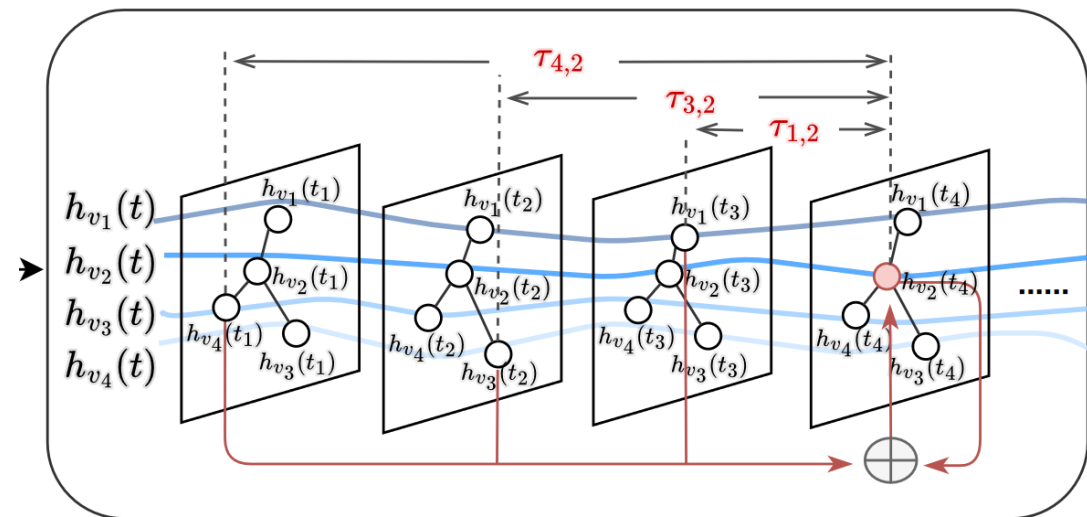 τ4,2
τ3,2
τ1,2
hv1(t)
hv2(t)
hv3(t)
hv4(t)
hv1(t1)
hv2(t1)
hv4(t1)
hv3(t1)
hv1(t2)
hv2(t2)
hv4(t2)
hv3(t2)
hv1(t3)
hv2(t3)
hv4(t3)
hv3(t3)
hv1(t4)
hv2(t4)
hv4(t4)
hv3(t4)
......